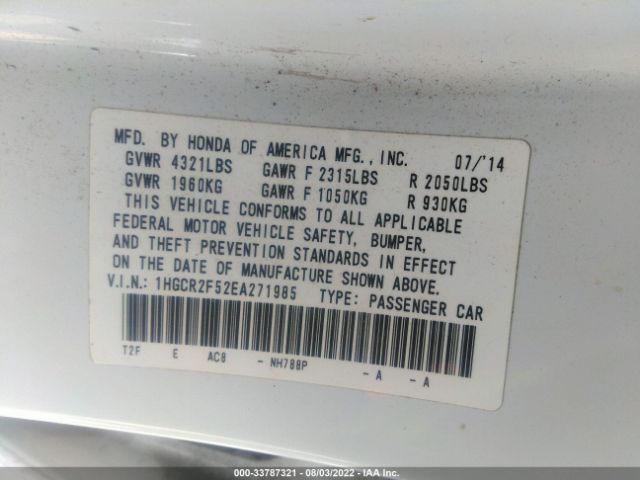 MFD. BY HONDA OF AMERICA MFG., INC. 07/'14
GVWR 4321LBS GAWR F 2315LBS R 2050LBS
GVWR 1960KG GAWR F 1050KG R 930KG
THIS VEHICLE CONFORMS TO ALL APPLICABLE
FEDERAL MOTOR VEHICLE SAFETY, BUMPER,
AND THEFT PREVENTION STANDARDS IN EFFECT
ON THE DATE OF MANUFACTURE SHOWN ABOVE.
V.I.N.: 1HGCR2F52EA271985 TYPE: PASSENGER CAR
T2F E AC8 - NH788P - A - A
000-33787321 - 08/03/2022 - IAA Inc.